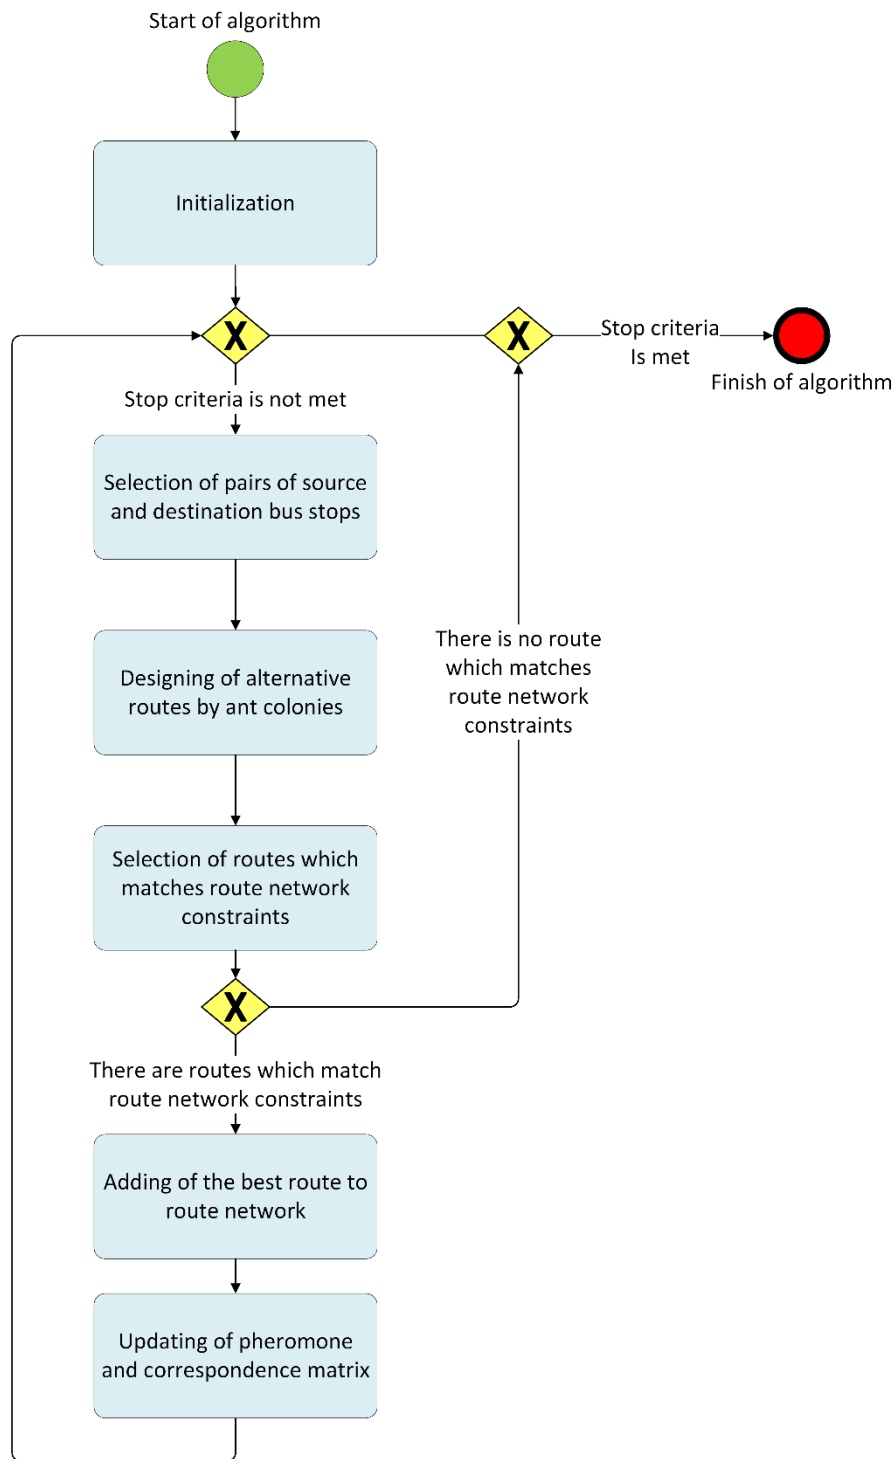 Start of algorithm
Initialization
X
X
Stop criteria
Is met
Finish of algorithm
Stop criteria is not met
Selection of pairs of source
and destination bus stops
There is no route
which matches
route network
constraints
Designing of alternative
routes by ant colonies
Selection of routes which
matches route network
constraints
X
There are routes which match
route network constraints
Adding of the best route to
route network
Updating of pheromone
and correspondence matrix